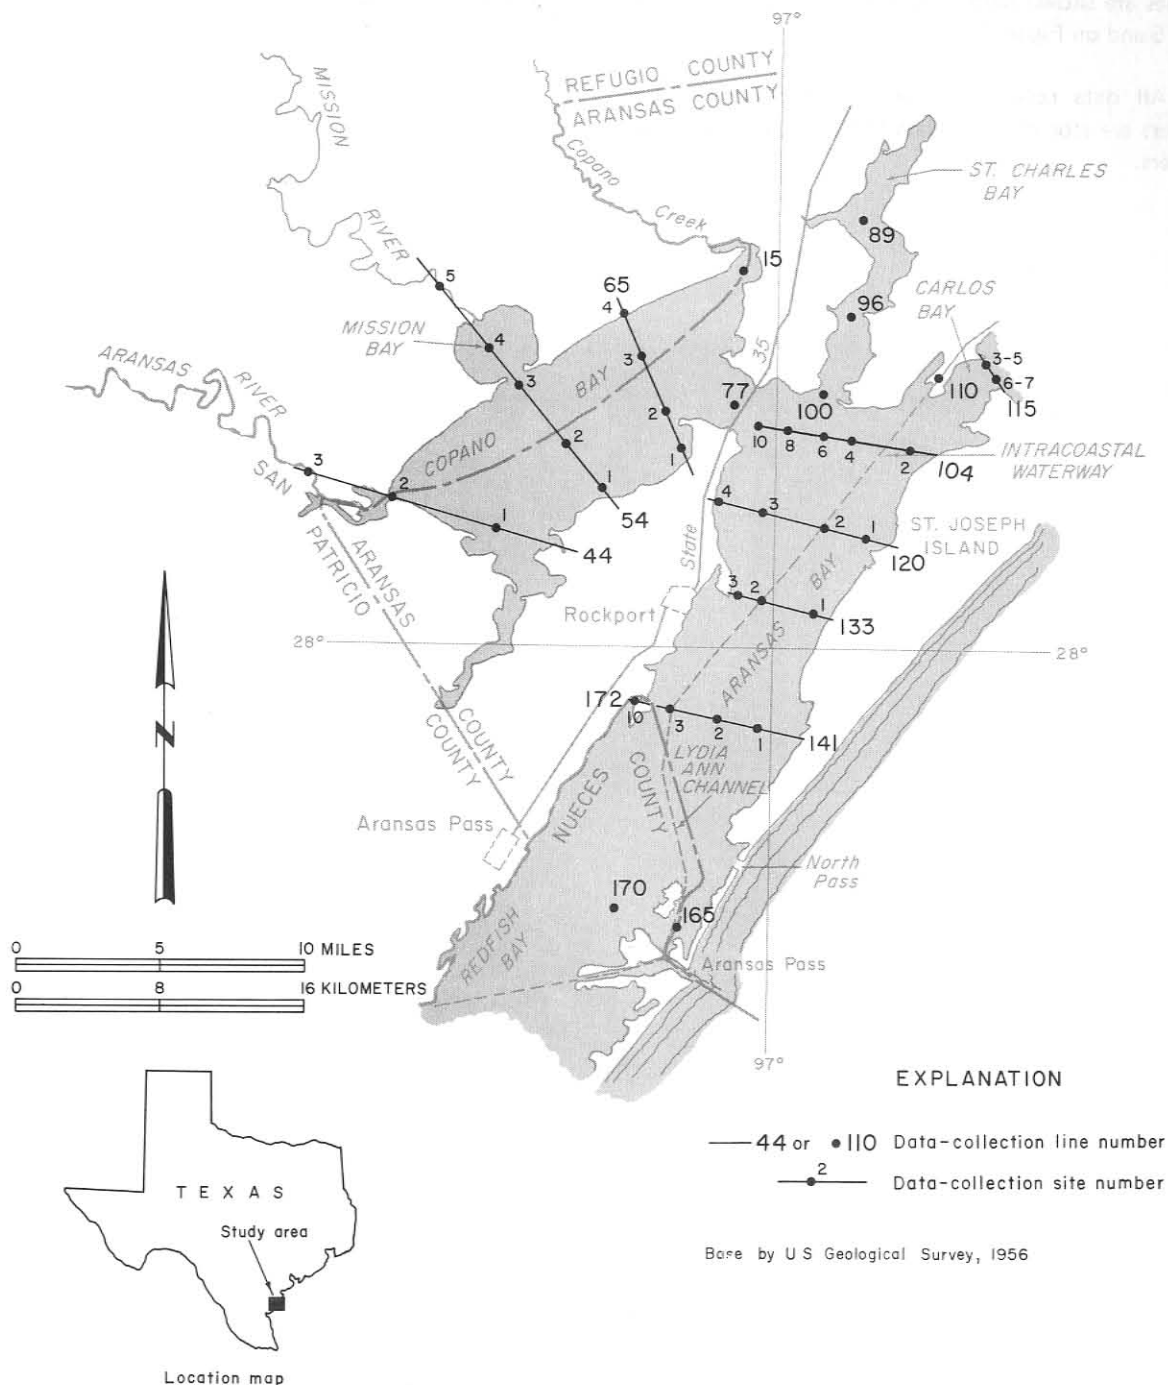 97°
REFUGIO COUNTY
ARANSAS COUNTY
MISSION
RIVER
Copano
Creek
ST. CHARLES
BAY
89
15
96
CARLOS
BAY
5
65
4
MISSION
BAY
4
3
3
35
77
100
110
3-5
6-7
115
ARANSAS
RIVER
BAY
COPANO
2
2
1
1
54
10
8
6
4
2
104
INTRACOASTAL
WATERWAY
SAN
PATRICIO
3
2
1
44
4
3
2
1
120
ST. JOSEPH
ISLAND
State
ARANSAS
COUNTY
COUNTY
BAY
ARANSAS
Rockport
3
2
1
133
28°
28°
172
10
3
2
1
141
N
NUECES
COUNTY
LYDIA
ANN
CHANNEL
Aransas Pass
North
Pass
170
165
REDFISH
BAY
Aransas Pass
0 5 10 MILES
0 8 16 KILOMETERS
97°
EXPLANATION
44 or •110 Data-collection line number
2
Data-collection site number
TEXAS
Study area
Base by U S Geological Survey, 1956
Location map